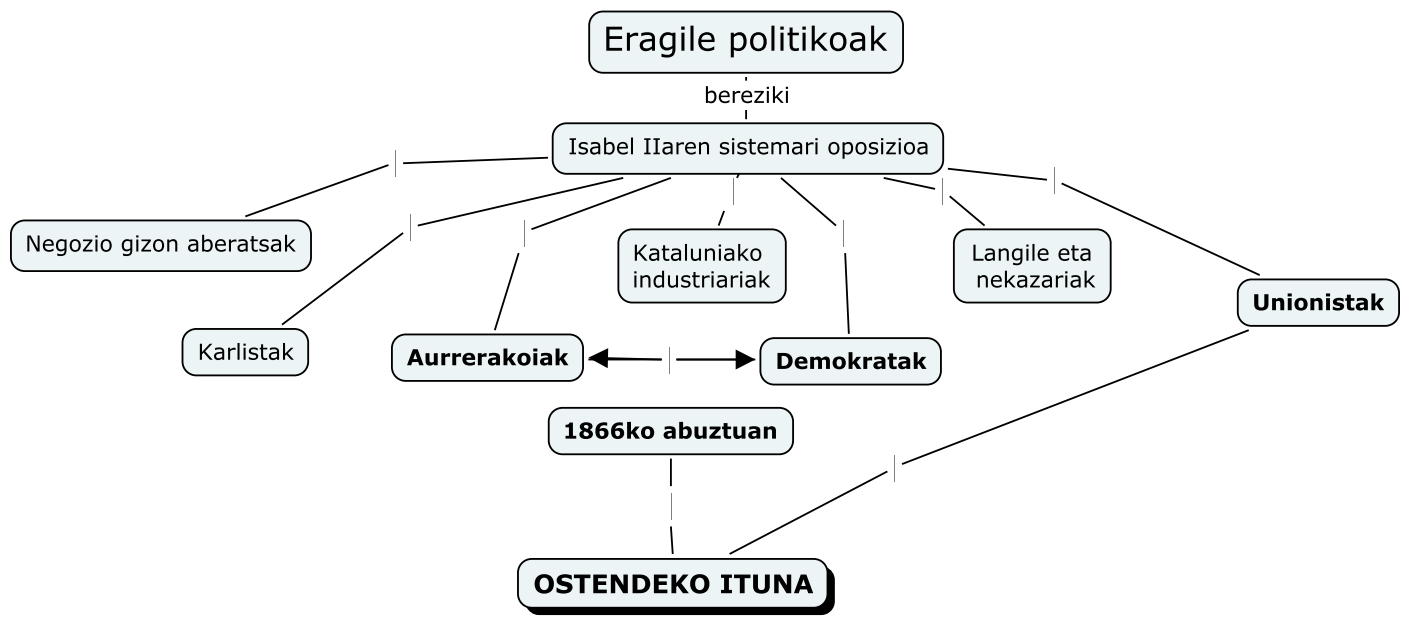 Eragile politikoak
bereziki
Isabel IIaren sistemari oposizioa
Negozio gizon aberatsak
Kataluniako
industriariak
Langile eta
nekazariak
Unionistak
Karlistak
Aurrerakoiak
Demokratak
1866ko abuztuan
OSTENDEKO ITUNA